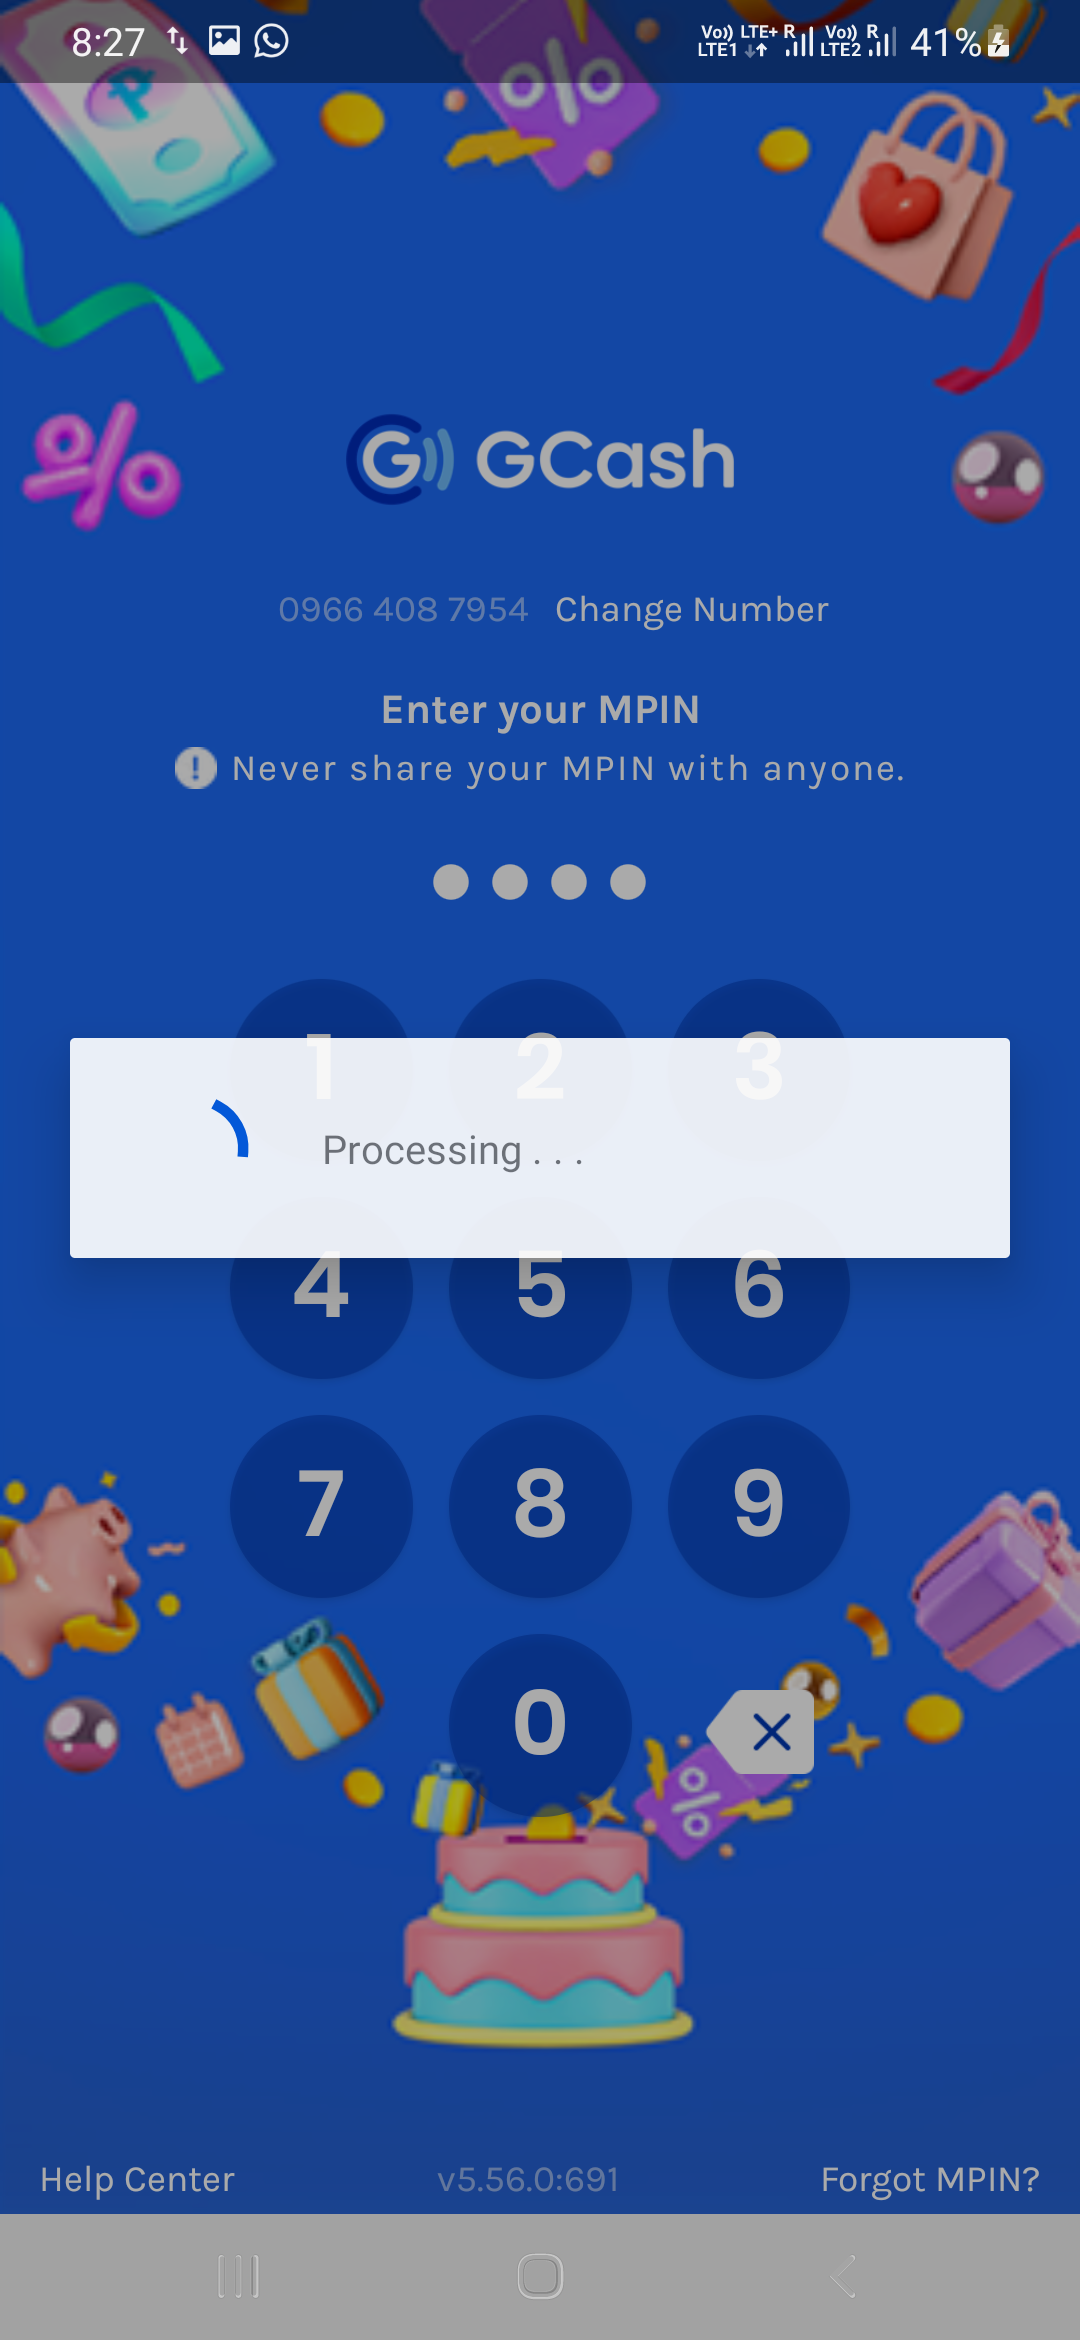 8:27 Vo)) LTE1 LTE+ R Vo)) LTE2 R 41%
%
%
GCash
0966 408 7954 Change Number
Enter your MPIN
! Never share your MPIN with anyone.
1 2 3
Processing . . .
4 5 6
7 8 9
0
%
Help Center v5.56.0:691 Forgot MPIN?